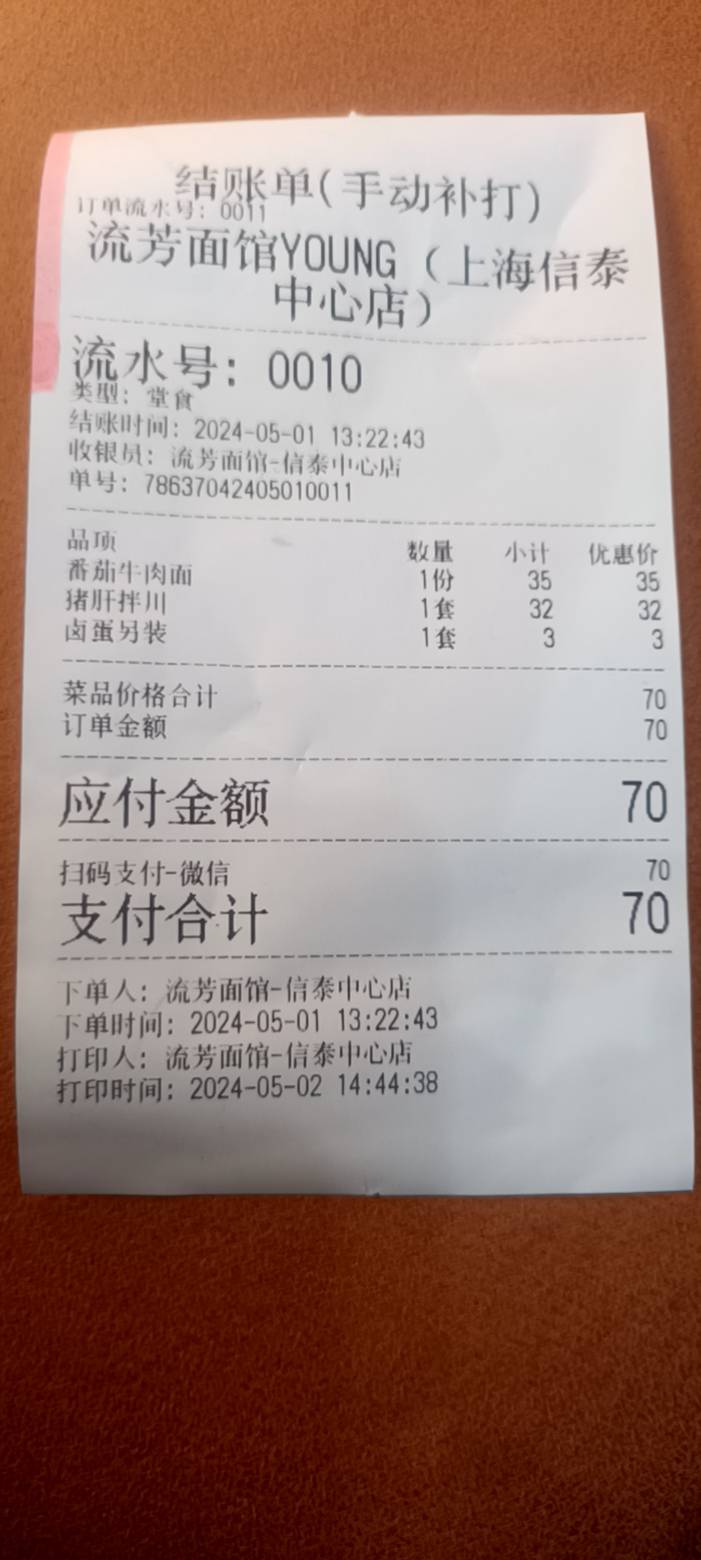 结账单(手动补打)
订单流水号: 0011
流芳面馆YOUNG（上海信泰
中心店）
流水号: 0010
类型: 堂食
结账时间: 2024-05-01 13:22:43
收银员: 流芳面馆-信泰中心店
单号: 78637042405010011
品项 数量 小计 优惠价
番茄牛肉面 1份 35 35
猪肝拌川 1套 32 32
卤蛋另装 1套 3 3
菜品价格合计 70
订单金额 70
应付金额 70
扫码支付-微信 70
支付合计 70
下单人: 流芳面馆-信泰中心店
下单时间: 2024-05-01 13:22:43
打印人: 流芳面馆-信泰中心店
打印时间: 2024-05-02 14:44:38